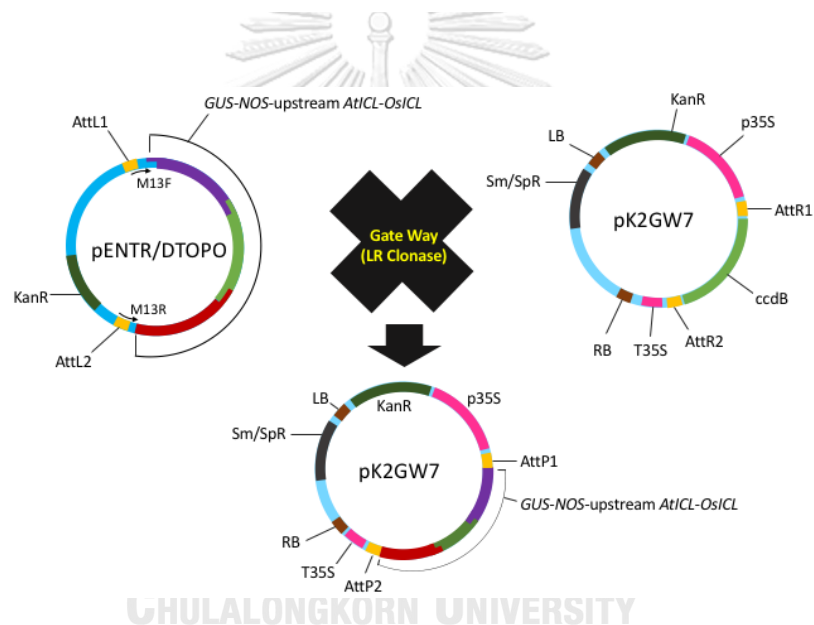 GUS-NOS-upstream AtICL-OsICL
AttL1
M13F
pENTR/DTOPO
KanR
M13R
AttL2
Gate Way
(LR Clonase)
KanR
p35S
LB
Sm/SpR
AttR1
pK2GW7
ccdB
AttR2
T35S
RB
p35S
LB
KanR
Sm/SpR
AttP1
pK2GW7
GUS-NOS-upstream AtICL-OsICL
RB
T35S
AttP2
CHULALONGKORN UNIVERSITY